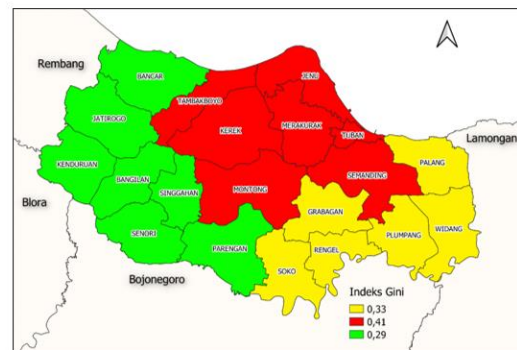 Rembang
BANCAR
JENU
TAMBAKBOYO
JATIROGO
KEREK
MERAKURAK
TUBAN
Lamongan
PALANG
KENDURUAN
BANGILAN
SINGGAHAN
MONTONG
SEMANDING
Blora
GRABAGAN
WIDANG
SENORI
PLUMPANG
PARENGAN
RENGEL
SOKO
Bojonegoro
Indeks Gini
0,33
0,41
0,29